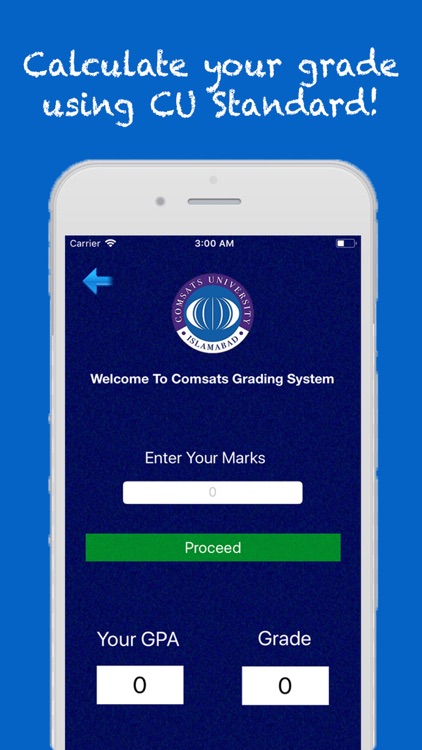 Calculate your grade
using CU Standard!
Carrier 3:00 AM
COMSATS UNIVERSITY
ISLAMABAD
Welcome To Comsats Grading System
Enter Your Marks
0
Proceed
Your GPA Grade
0 0